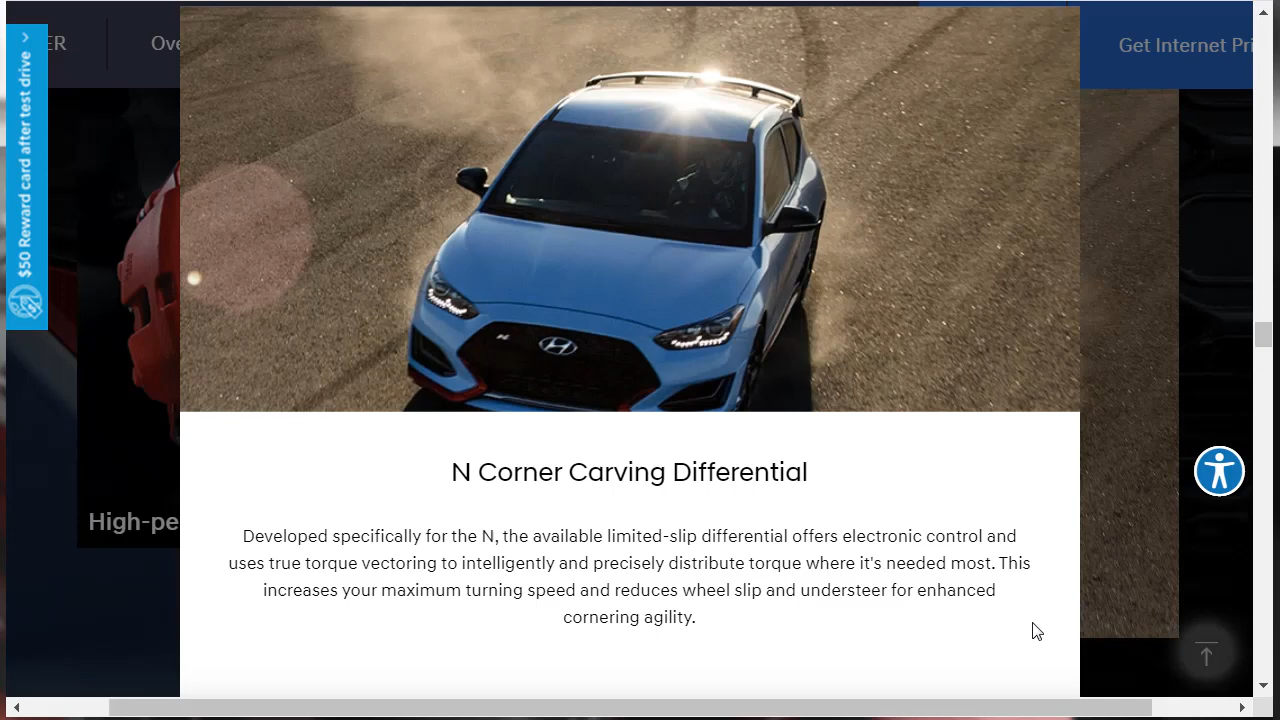 ER
Ove
Get Internet Pri
$50 Reward card after test drive
High-pe
N Corner Carving Differential
Developed specifically for the N, the available limited-slip differential offers electronic control and
uses true torque vectoring to intelligently and precisely distribute torque where it's needed most. This
increases your maximum turning speed and reduces wheel slip and understeer for enhanced
cornering agility.